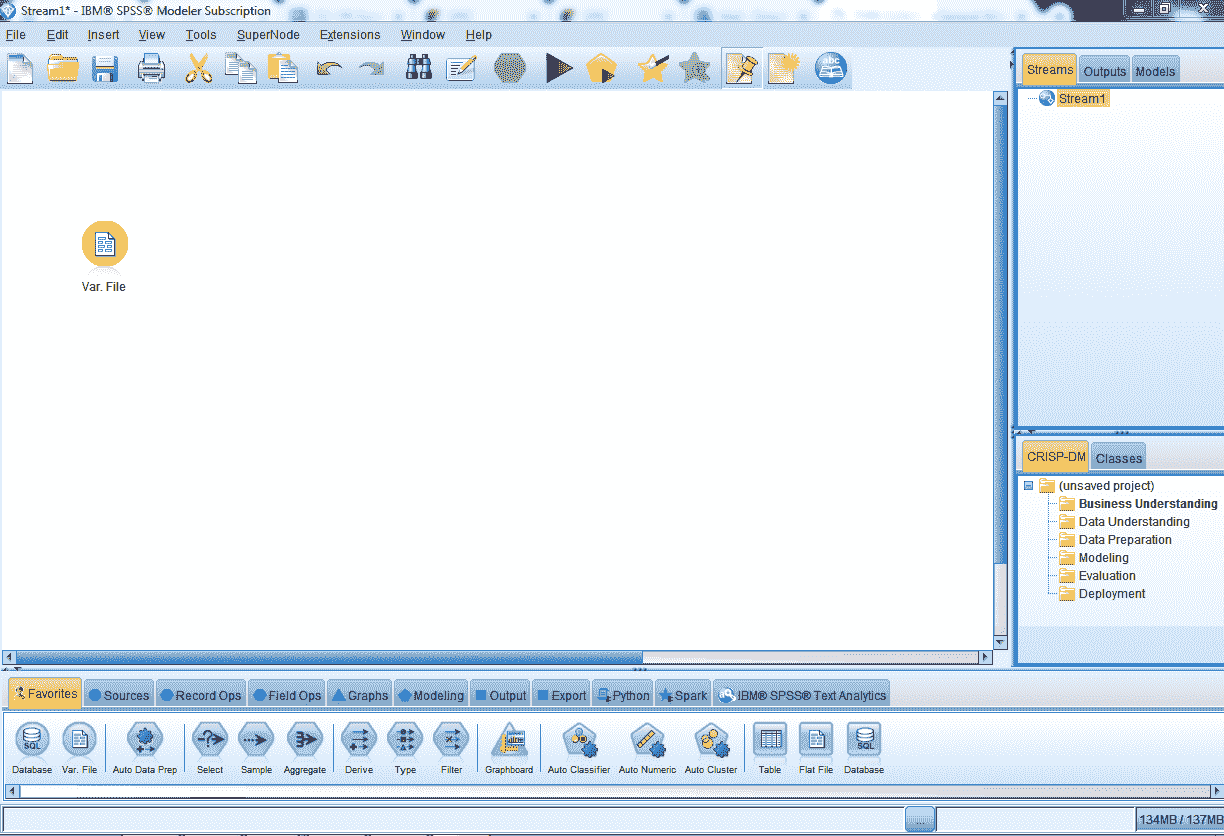 Stream1* - IBM® SPSS® Modeler Subscription
File Edit Insert View Tools SuperNode Extensions Window Help
abc
Streams Outputs Models
Stream1
Var. File
CRISP-DM Classes
(unsaved project)
Business Understanding
Data Understanding
Data Preparation
Modeling
Evaluation
Deployment
Favorites Sources Record Ops Field Ops Graphs Modeling Output Export Python Spark IBM® SPSS® Text Analytics
SQL SQL
Database Var. File Auto Data Prep Select Sample Aggregate Derive Type Filter Graphboard Auto Classifier Auto Numeric Auto Cluster Table Flat File Database
... 134MB / 137MB